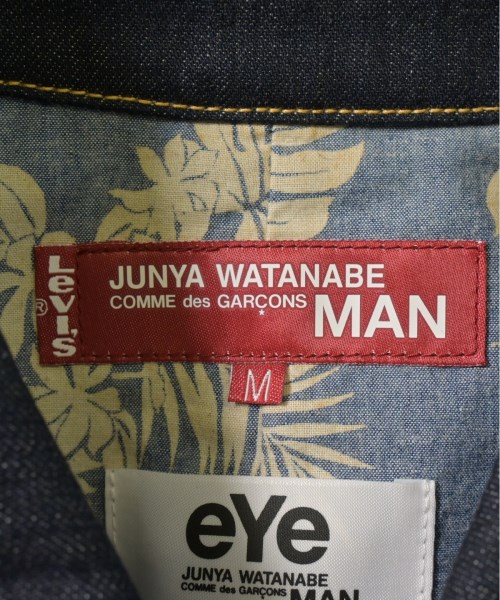 LEVI'S
®
JUNYA WATANABE
COMME des GARÇONS MAN
M
eYe
JUNYA WATANABE
COMME des GARÇONS MAN